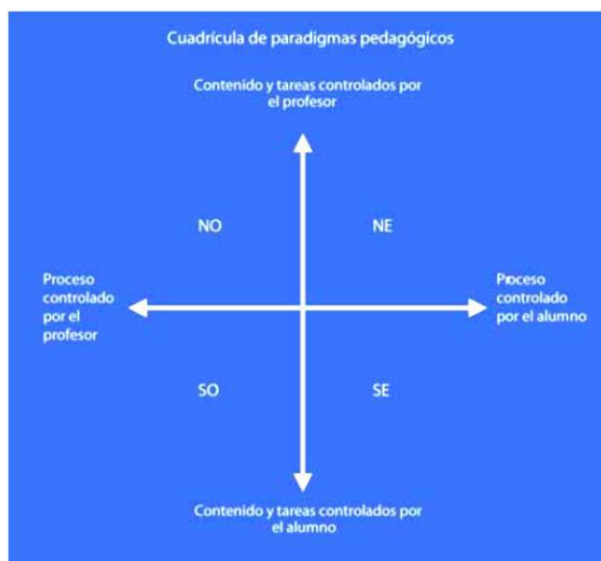 Cuadrícula de paradigmas pedagógicos
Contenido y tareas controlados por
el profesor
NO
NE
Proceso
controlado
por el
profesor
Proceso
controlado
por el alumno
SO
SE
Contenido y tareas controlados por
el alumno